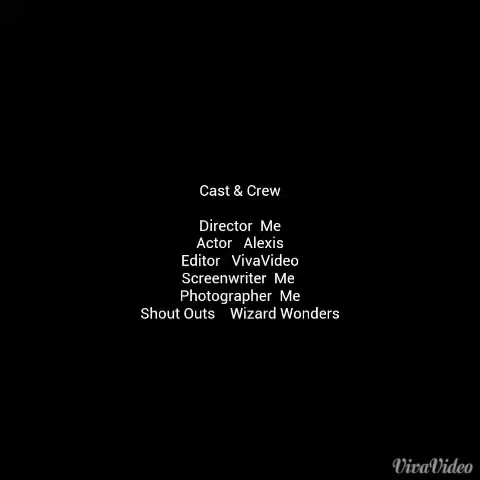 Cast & Crew
Director Me
Actor Alexis
Editor VivaVideo
Screenwriter Me
Photographer Me
Shout Outs Wizard Wonders
VivaVideo